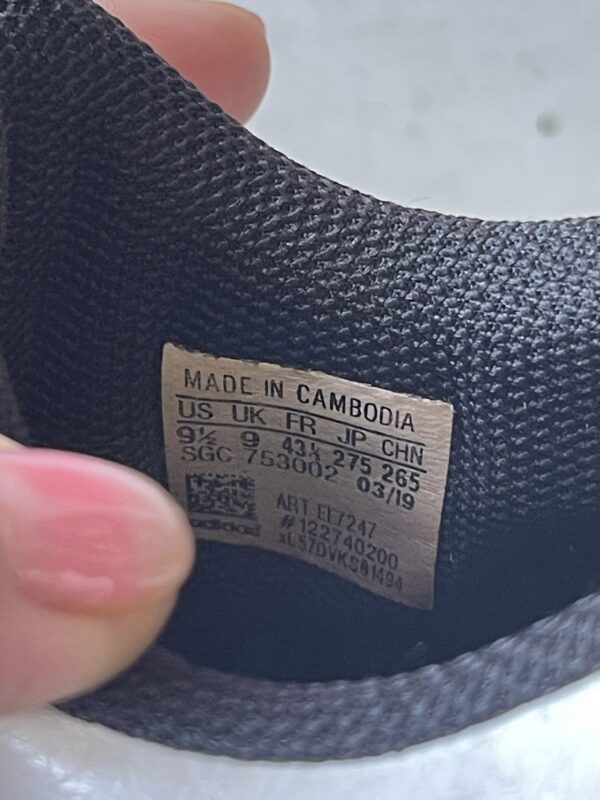 MADE IN CAMBODIA
US UK FR JP CHN
9½ 9 43⅓ 275 265
SGC 753002 03/19
ART EE7247
#122740200
adidas